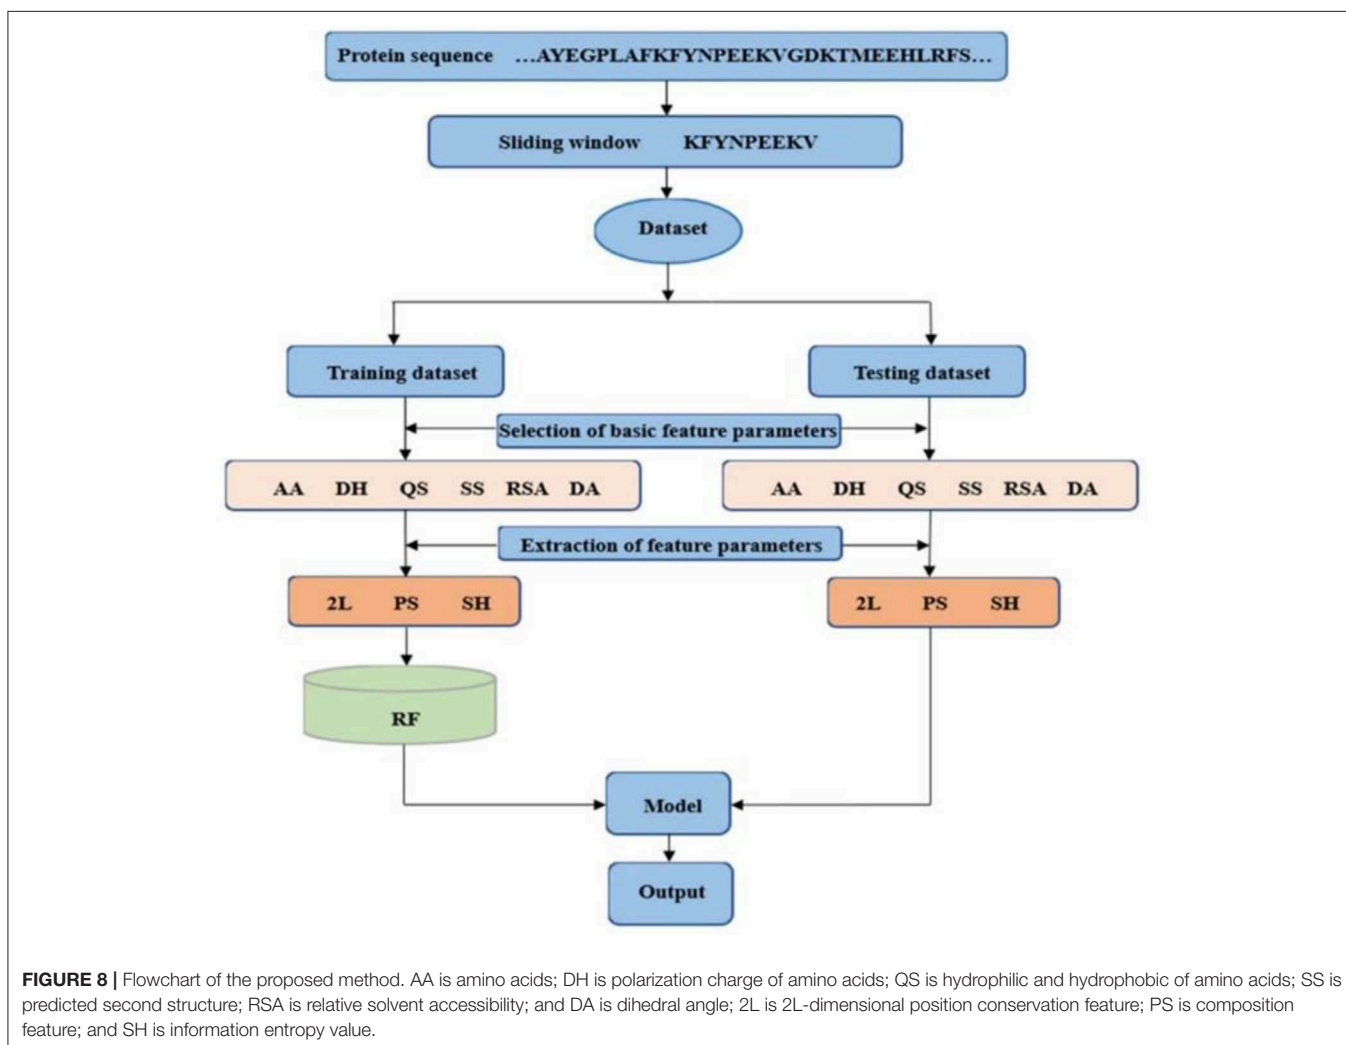 Protein sequence ...AYEGPLAFKFYNPEEKVGDKTMEEHLRFS...
Sliding window KFYNPEEKV
Dataset
Training dataset
Testing dataset
Selection of basic feature parameters
AA DH QS SS RSA DA
AA DH QS SS RSA DA
Extraction of feature parameters
2L PS SH
2L PS SH
RF
Model
Output
FIGURE 8 | Flowchart of the proposed method. AA is amino acids; DH is polarization charge of amino acids; QS is hydrophilic and hydrophobic of amino acids; SS is
predicted second structure; RSA is relative solvent accessibility; and DA is dihedral angle; 2L is 2L-dimensional position conservation feature; PS is composition
feature; and SH is information entropy value.